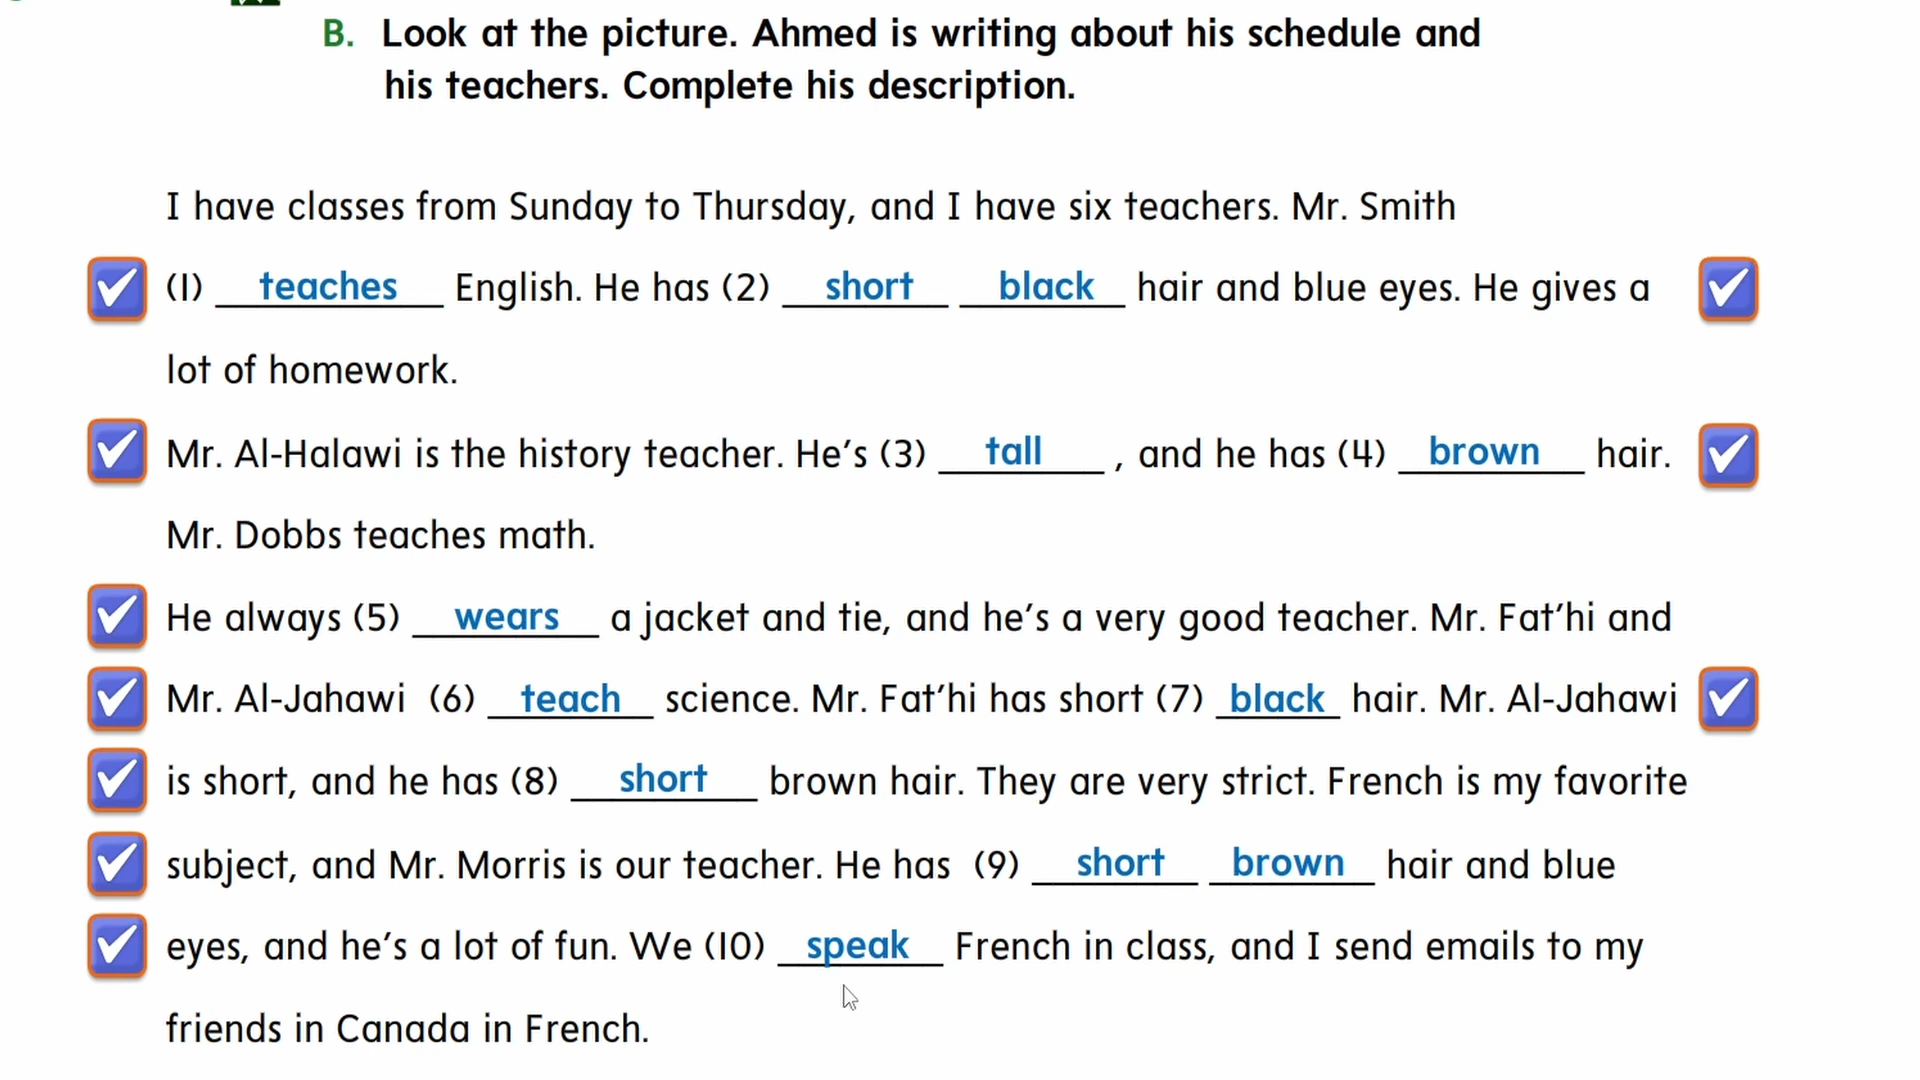 B. Look at the picture. Ahmed is writing about his schedule and
his teachers. Complete his description.
I have classes from Sunday to Thursday, and I have six teachers. Mr. Smith
(1) teaches English. He has (2) short black hair and blue eyes. He gives a
lot of homework.
Mr. Al-Halawi is the history teacher. He's (3) tall , and he has (4) brown hair.
Mr. Dobbs teaches math.
He always (5) wears a jacket and tie, and he's a very good teacher. Mr. Fat'hi and
Mr. Al-Jahawi (6) teach science. Mr. Fat'hi has short (7) black hair. Mr. Al-Jahawi
is short, and he has (8) short brown hair. They are very strict. French is my favorite
subject, and Mr. Morris is our teacher. He has (9) short brown hair and blue
eyes, and he's a lot of fun. We (10) speak French in class, and I send emails to my
friends in Canada in French.